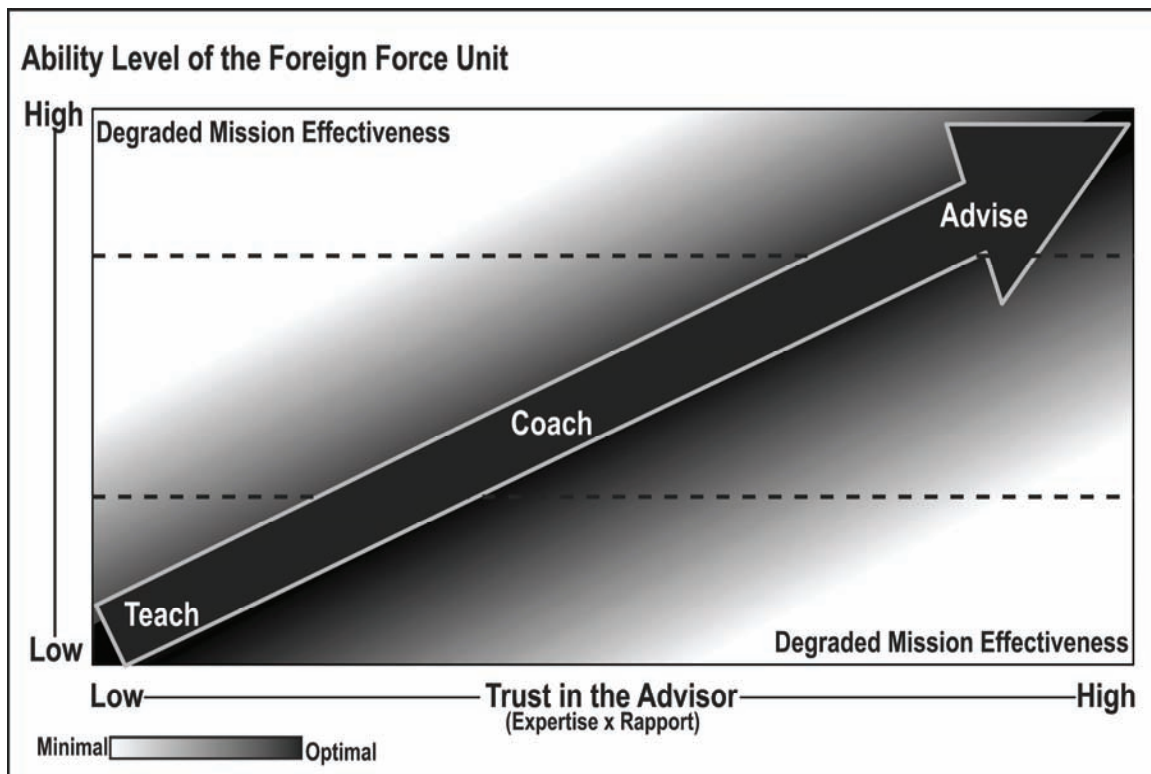 Ability Level of the Foreign Force Unit
High
Degraded Mission Effectiveness
Advise
Coach
Teach
Low
Degraded Mission Effectiveness
Low Trust in the Advisor High
(Expertise x Rapport)
Minimal Optimal